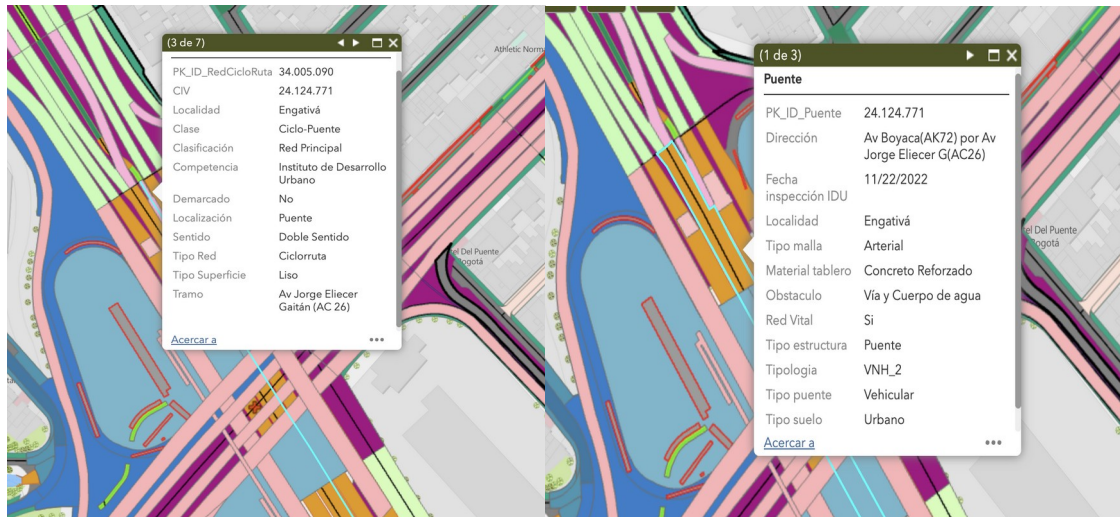 (3 de 7)
PK_ID_RedCicloRuta 34.005.090
CIV 24.124.771
Localidad Engativá
Clase Ciclo-Puente
Clasificación Red Principal
Competencia Instituto de Desarrollo
Urbano
Demarcado No
Localización Puente
Sentido Doble Sentido
Tipo Red Ciclorruta
Tipo Superficie Liso
Tramo Av Jorge Eliecer
Gaitán (AC 26)
Acercar a
Athletic Norm
el Del Puente
ogotá
(1 de 3)
Puente
PK_ID_Puente 24.124.771
Dirección Av Boyaca(AK72) por Av
Jorge Eliecer G(AC26)
Fecha 11/22/2022
inspección IDU
Localidad Engativá
Tipo malla Arterial
Material tablero Concreto Reforzado
Obstaculo Vía y Cuerpo de agua
Red Vital Si
Tipo estructura Puente
Tipologia VNH_2
Tipo puente Vehicular
Tipo suelo Urbano
Acercar a
el Del Puente
ogotá